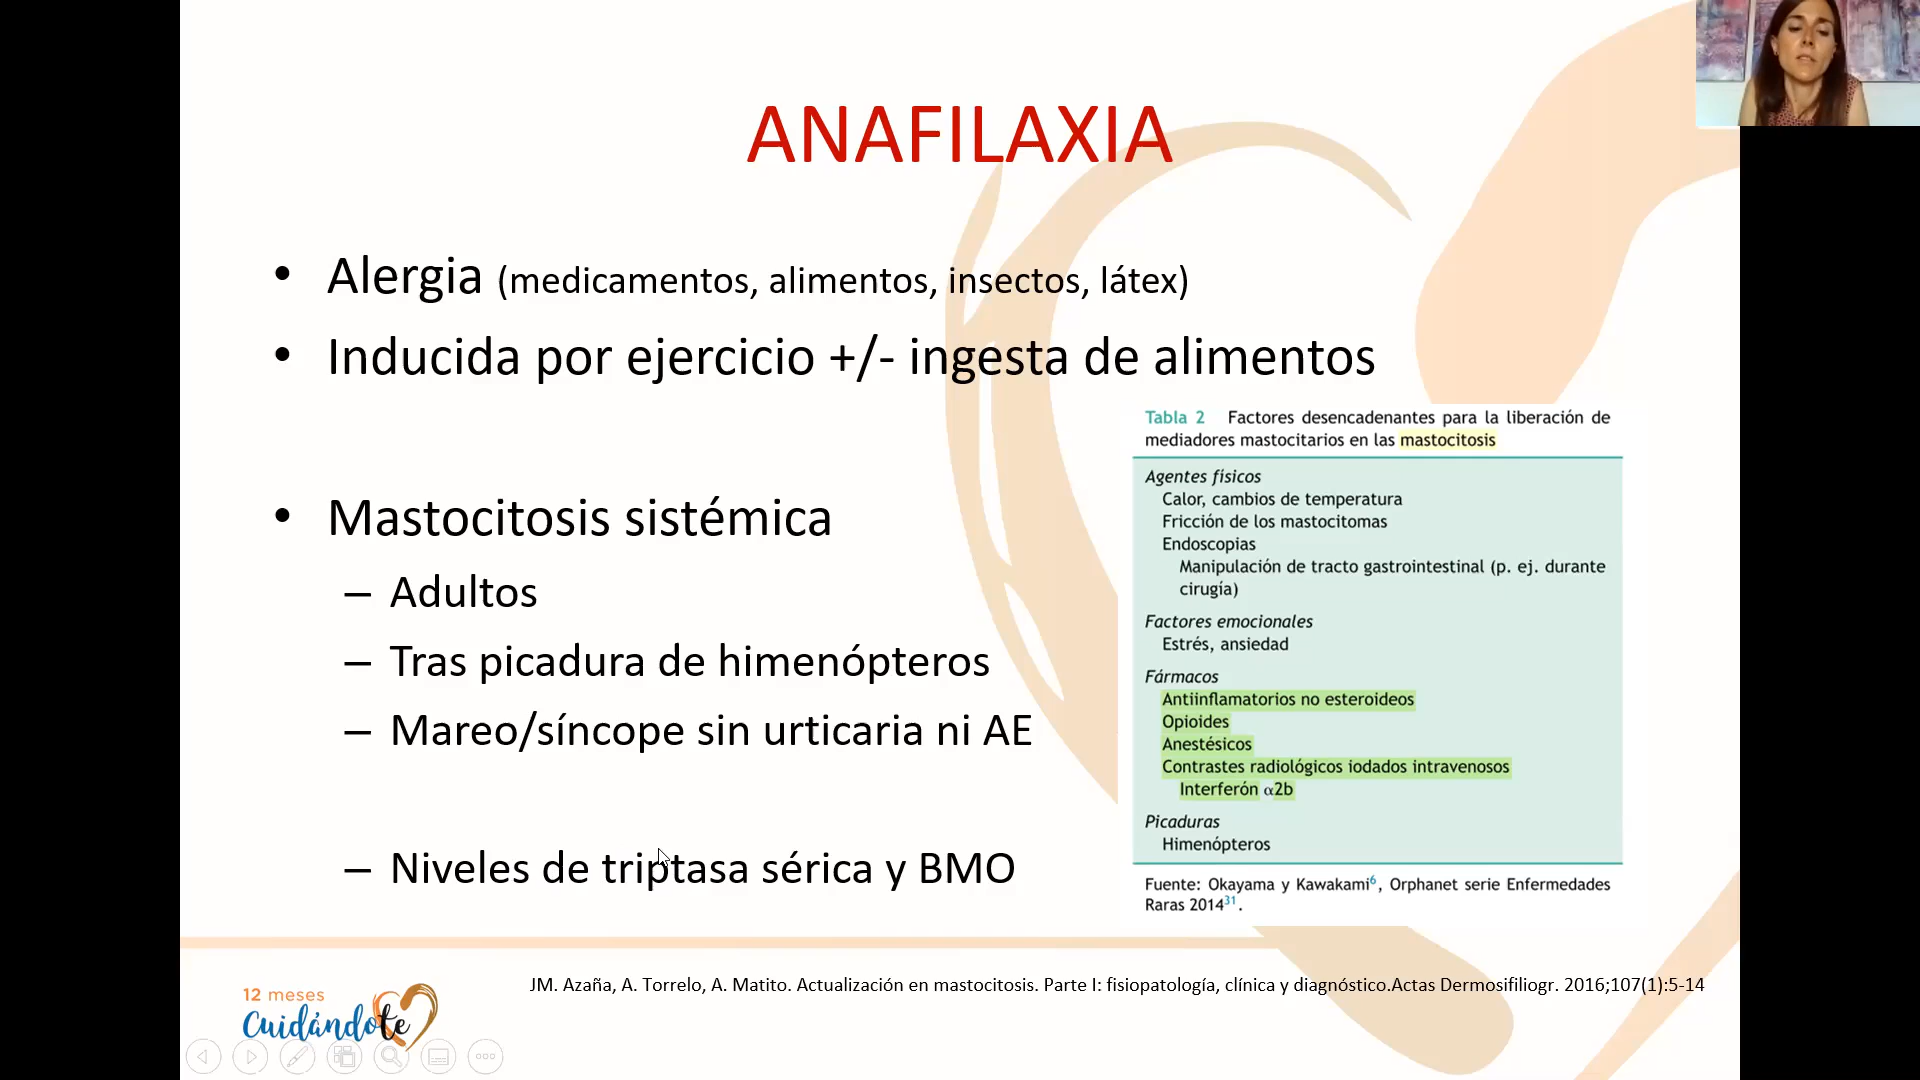 ANAFILAXIA
• Alergia (medicamentos, alimentos, insectos, látex)
• Inducida por ejercicio +/- ingesta de alimentos
• Mastocitosis sistémica
– Adultos
– Tras picadura de himenópteros
– Mareo/síncope sin urticaria ni AE
– Niveles de triptasa sérica y BMO
Tabla 2 Factores desencadenantes para la liberación de
mediadores mastocitarios en las mastocitosis
Agentes físicos
Calor, cambios de temperatura
Fricción de los mastocitomas
Endoscopias
Manipulación de tracto gastrointestinal (p. ej. durante
cirugía)
Factores emocionales
Estrés, ansiedad
Fármacos
Antiinflamatorios no esteroideos
Opioides
Anestésicos
Contrastes radiológicos iodados intravenosos
Interferón α2b
Picaduras
Himenópteros
Fuente: Okayama y Kawakami6, Orphanet serie Enfermedades
Raras 201431.
JM. Azaña, A. Torrelo, A. Matito. Actualización en mastocitosis. Parte I: fisiopatología, clínica y diagnóstico.Actas Dermosifiliogr. 2016;107(1):5-14
12 meses
Cuidándote